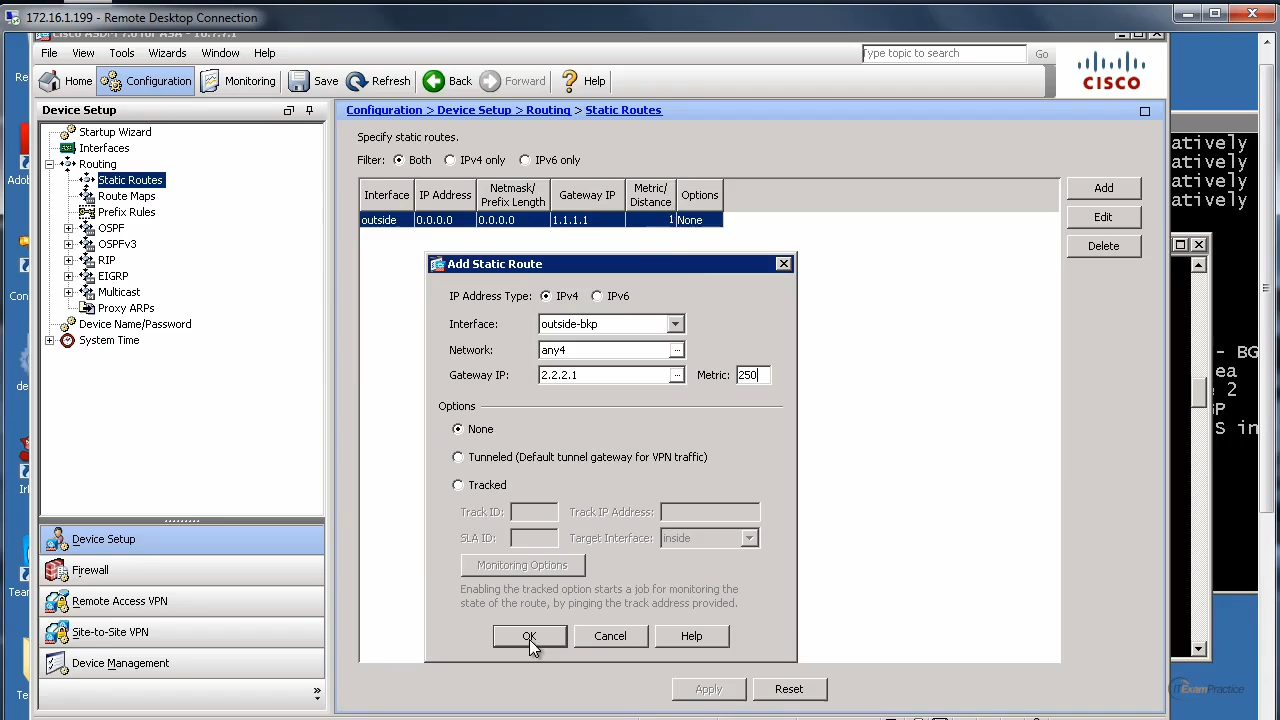 172.16.1.199 - Remote Desktop Connection
File View Tools Wizards Window Help
Type topic to search Go
Home Configuration Monitoring Save Refresh Back Forward Help
CISCO
Device Setup
Startup Wizard
Interfaces
Routing
Static Routes
Route Maps
Prefix Rules
OSPF
OSPFv3
RIP
EIGRP
Multicast
Proxy ARPs
Device Name/Password
System Time
Device Setup
Firewall
Remote Access VPN
Site-to-Site VPN
Device Management
Configuration > Device Setup > Routing > Static Routes
Specify static routes.
Filter: Both IPv4 only IPv6 only
Interface IP Address Netmask/ Prefix Length Gateway IP Metric/ Distance Options
outside 0.0.0.0 0.0.0.0 1.1.1.1 1 None
Add
Edit
Delete
Add Static Route
IP Address Type: IPv4 IPv6
Interface: outside-bkp
Network: any4 ...
Gateway IP: 2.2.2.1 ... Metric: 250
Options
None
Tunneled (Default tunnel gateway for VPN traffic)
Tracked
Track ID: Track IP Address:
SLA ID: Target Interface: inside
Monitoring Options
Enabling the tracked option starts a job for monitoring the
state of the route, by pinging the track address provided.
OK Cancel Help
Apply Reset
atively
atively
atively
atively
- BG
ea
2
P
S in
ITExamPractice